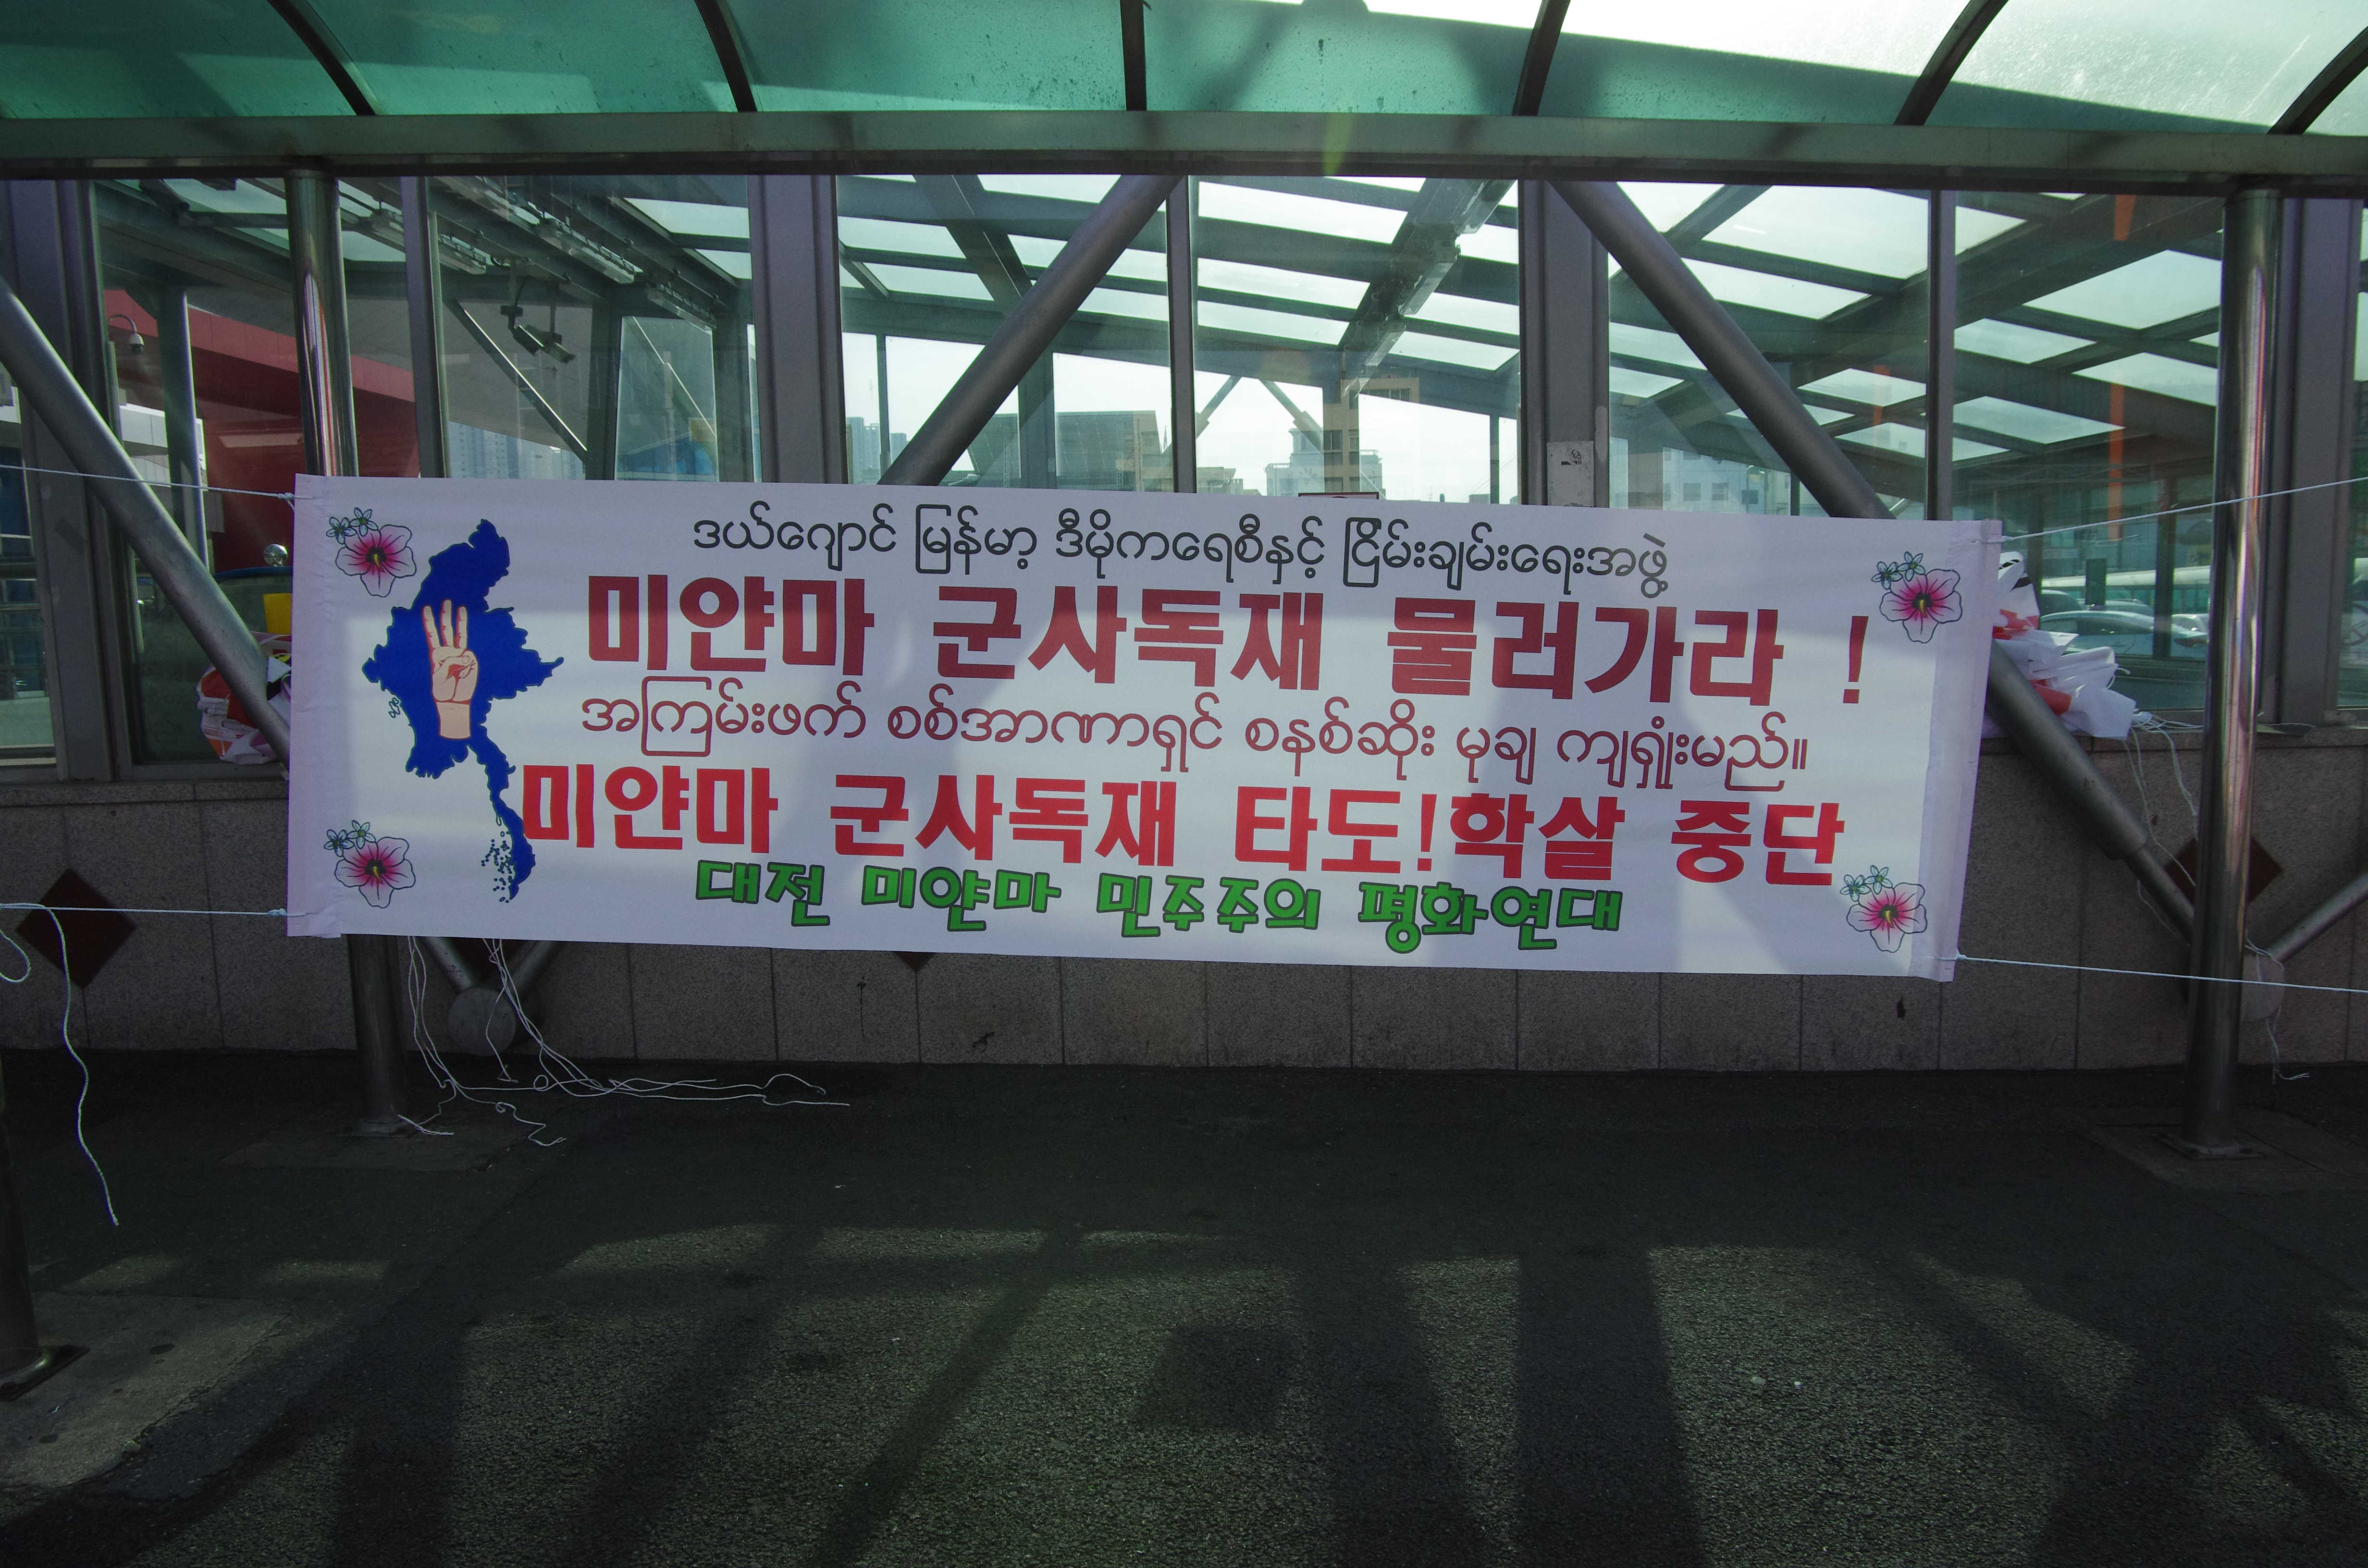 ဒယ်ဂျောင် မြန်မာ့ ဒီမိုကရေစီနှင့် ငြိမ်းချမ်းရေးအဖွဲ့
미얀마 군사독재 물러가라 !
အကြမ်းဖက် စစ်အာဏာရှင် စနစ်ဆိုး မုချ ကျရှုံးမည်။
미얀마 군사독재 타도!학살 중단
대전 미얀마 민주주의 평화연대